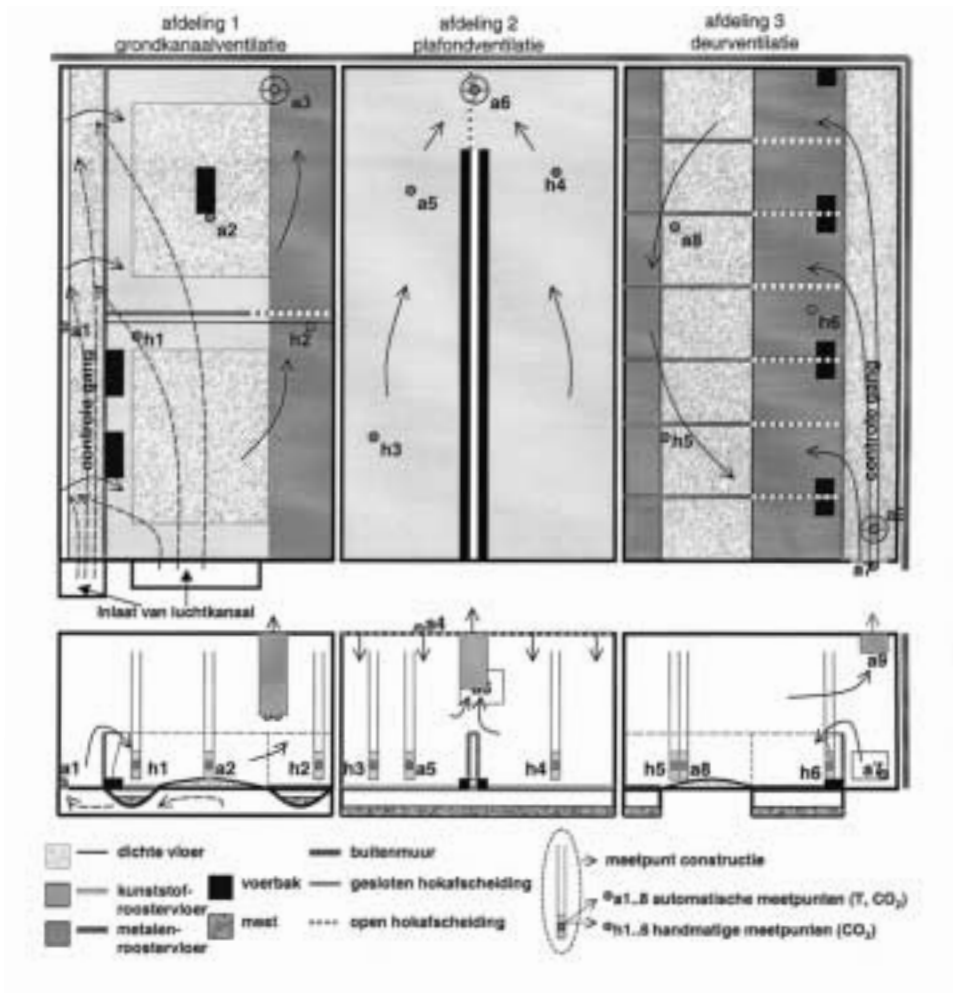 afdeling 1
grondkanaalventilatie
afdeling 2
plafondventilatie
afdeling 3
deurventilatie
a3
a6
a2
a5
h4
a8
h6
a1
h1
h2
controle gang
controle gang
h3
h5
a7
Inlaat van luchtkanaal
a4
a9
a1
h1
a2
h2
h3
a5
h4
h5
a8
h6
a7
dichte vloer
kunststof-
roostervloer
metalen-
roostervloer
voerbak
mest
buitenmuur
gesloten hokafscheiding
open hokafscheiding
meetpunt constructie
a1..8 automatische meetpunten (T, CO2)
h1..6 handmatige meetpunten (CO2)